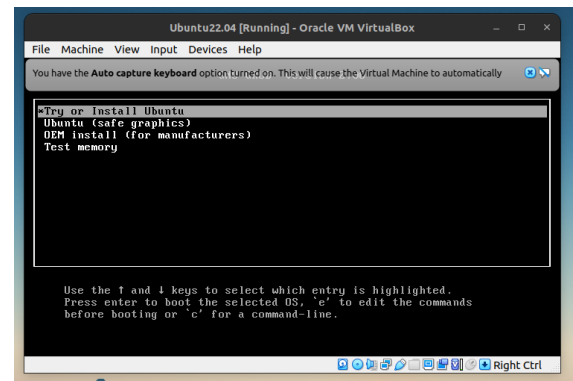 Ubuntu22.04 [Running] - Oracle VM VirtualBox
File Machine View Input Devices Help
You have the Auto capture keyboard option turned on. This will cause the Virtual Machine to automatically
*Try or Install Ubuntu
Ubuntu (safe graphics)
OEM install (for manufacturers)
Test memory
Use the ↑ and ↓ keys to select which entry is highlighted.
Press enter to boot the selected OS, `e' to edit the commands
before booting or `c' for a command-line.
Right Ctrl